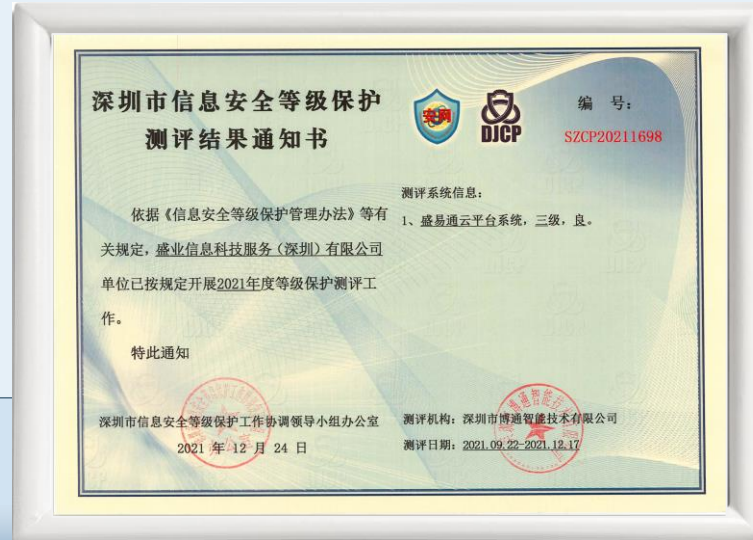 深圳市信息安全等级保护
测评结果通知书
安网
DJCP
编 号：
SZCP20211698
依据《信息安全等级保护管理办法》等有
关规定，盛业信息科技服务（深圳）有限公司
单位已按规定开展2021年度等级保护测评工
作。
特此通知
深圳市信息安全等级保护工作协调领导小组办公室
2021 年 12 月 24 日
测评系统信息：
1、盛易通云平台系统，三级，良。
测评机构：深圳市博通智能技术有限公司
测评日期：2021.09.22-2021.12.17